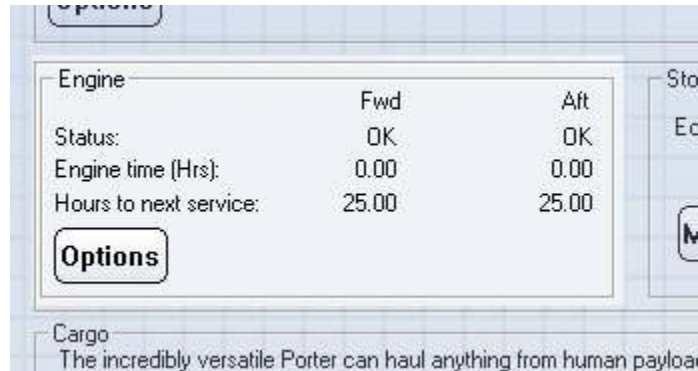 Options
Engine
Fwd Aft
Status: OK OK
Engine time (Hrs): 0.00 0.00
Hours to next service: 25.00 25.00
Options
Cargo
The incredibly versatile Porter can haul anything from human